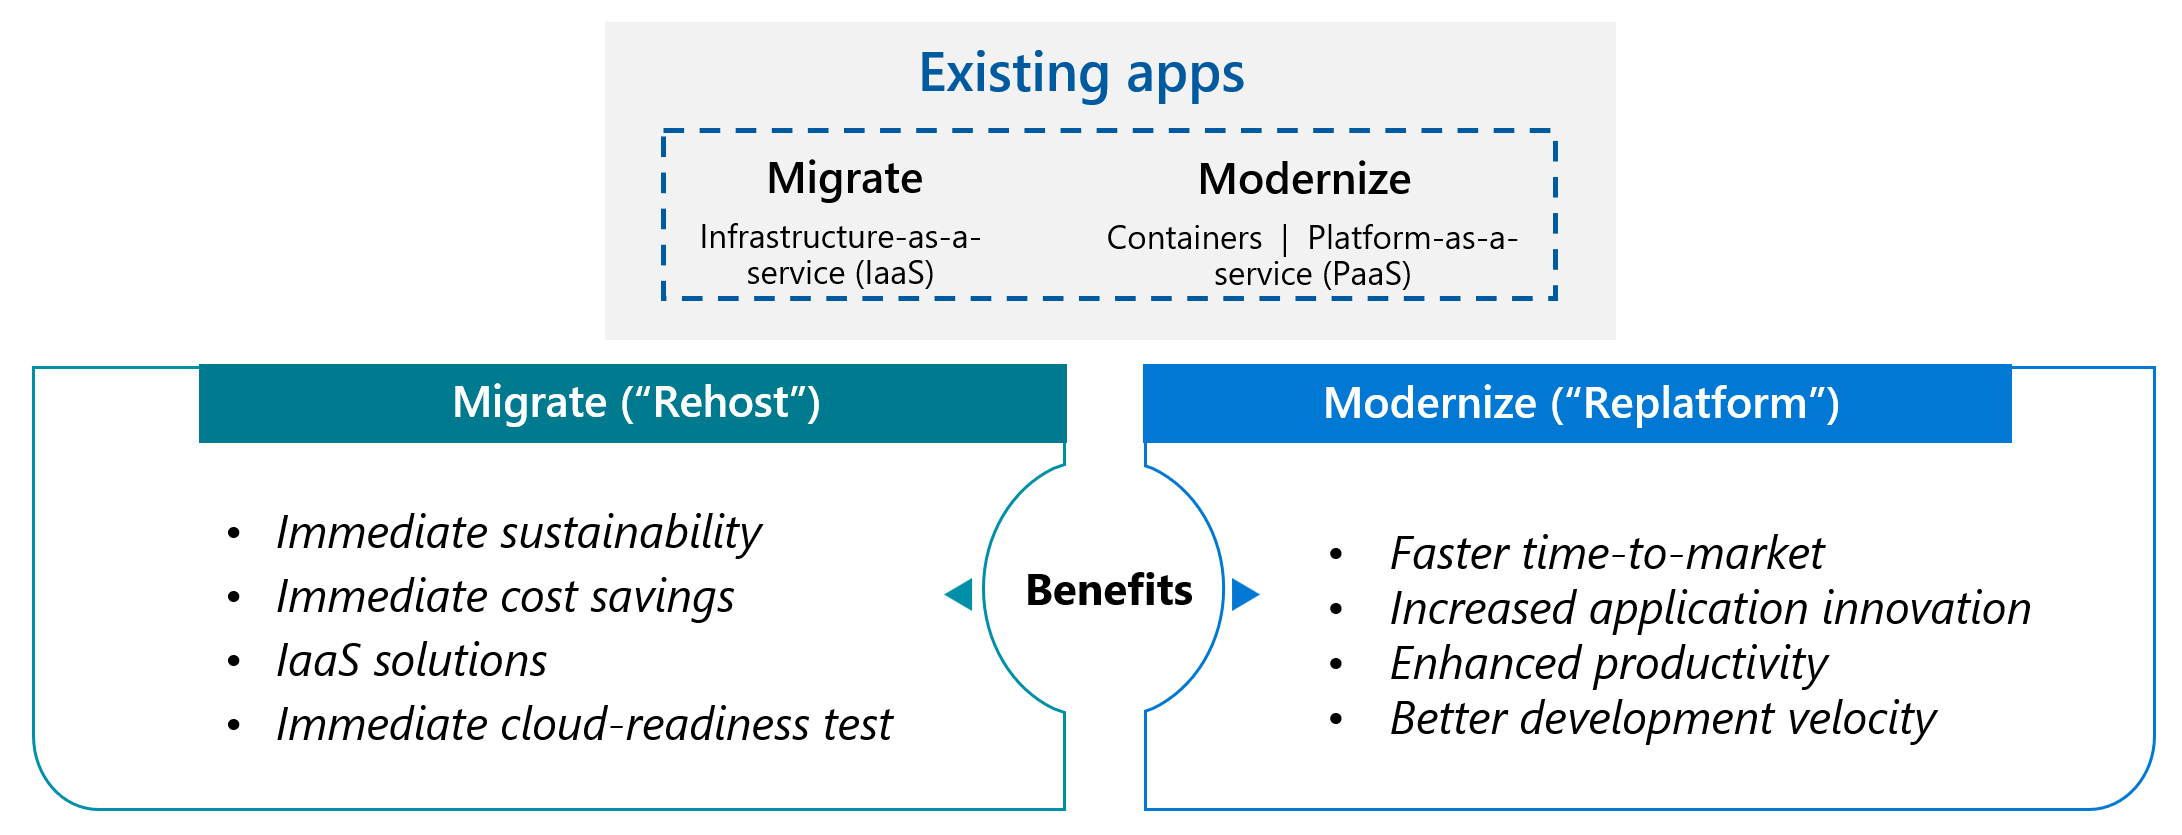 Existing apps
Migrate
Infrastructure-as-a-
service (IaaS)
Modernize
Containers | Platform-as-a-
service (PaaS)
Migrate (“Rehost”)
• Immediate sustainability
• Immediate cost savings
• IaaS solutions
• Immediate cloud-readiness test
Benefits
Modernize (“Replatform”)
• Faster time-to-market
• Increased application innovation
• Enhanced productivity
• Better development velocity